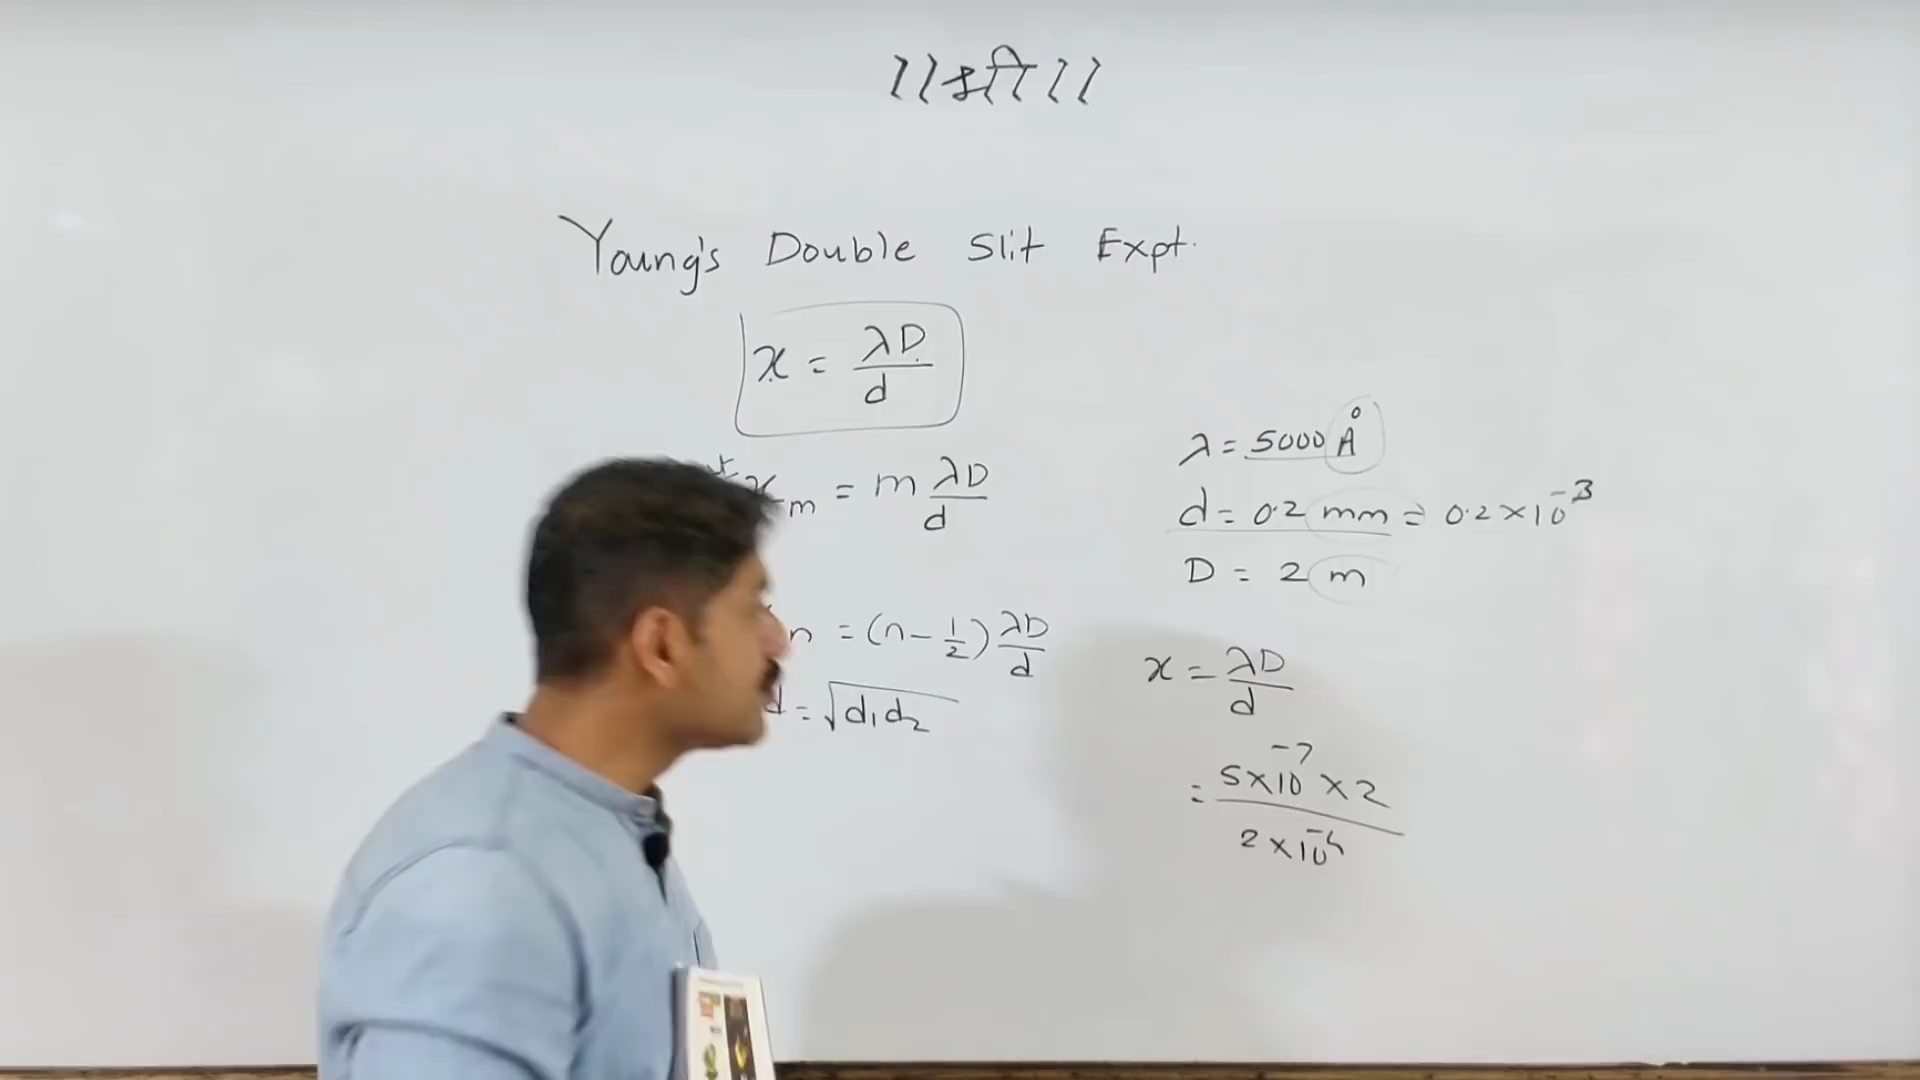 ।।श्री।।
Young's Double Slit Expt.
x = λD/d
xₘ = m λD/d
n = (n - 1/2) λD/d
d = √d₁d₂
λ = 5000 Å
d = 0.2 mm = 0.2 × 10⁻³
D = 2 m
x = λD/d
= 5×10⁻⁷ × 2 / 2 × 10⁻⁴